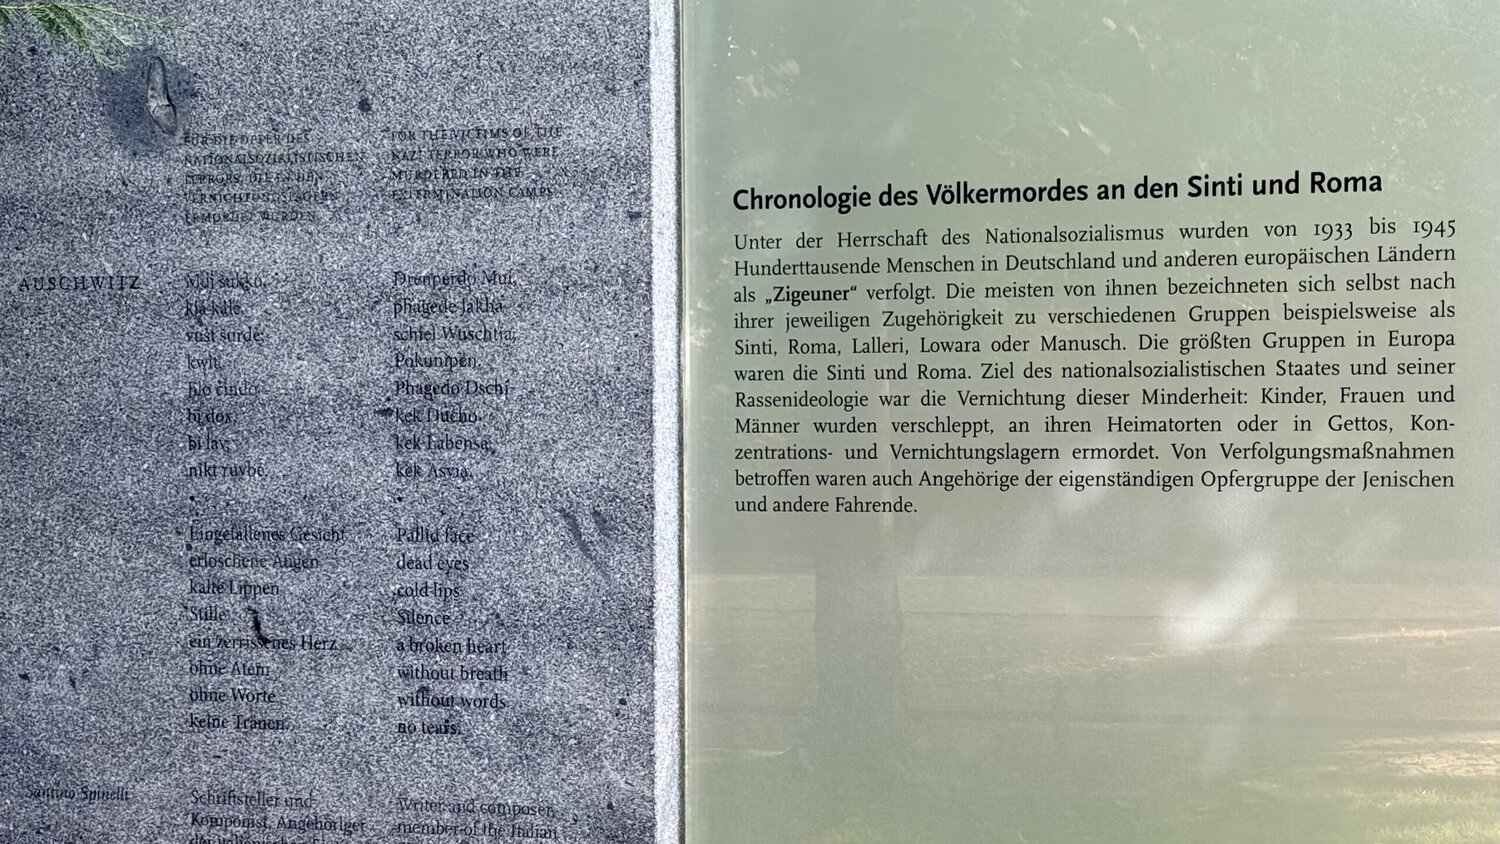 FÜR DIE OPFER DES
NATIONALSOZIALISTISCHEN
TERRORS, DIE IN DEN
VERNICHTUNGSLAGERN
ERMORDET WURDEN
FOR THE VICTIMS OF THE
NAZI TERROR WHO WERE
MURDERED IN THE
EXTERMINATION CAMPS
AUSCHWITZ
Muj šukkó,
kjá kalé,
vušt šurdé;
kwit.
jilo čindo
bi dox,
bi lav,
nikt ruvbé.
Drenperdo Mui,
phagede Jakha
schiel Wuschtia;
Pokunipen.
Phagedo Dschi
kek Ducho
kek Labensa,
kek Asvia.
Eingefallenes Gesicht
erloschene Augen
kalte Lippen
Stille
ein zerrissenes Herz
ohne Atem
ohne Worte
keine Tränen.
Pallid face
dead eyes
cold lips
Silence
a broken heart
without breath
without words
no tears.
Santino Spinelli
Schriftsteller und
Komponist, Angehöriger
Writer and composer,
member of the Italian
Chronologie des Völkermordes an den Sinti und Roma
Unter der Herrschaft des Nationalsozialismus wurden von 1933 bis 1945
Hunderttausende Menschen in Deutschland und anderen europäischen Ländern
als „Zigeuner“ verfolgt. Die meisten von ihnen bezeichneten sich selbst nach
ihrer jeweiligen Zugehörigkeit zu verschiedenen Gruppen beispielsweise als
Sinti, Roma, Lalleri, Lowara oder Manusch. Die größten Gruppen in Europa
waren die Sinti und Roma. Ziel des nationalsozialistischen Staates und seiner
Rassenideologie war die Vernichtung dieser Minderheit: Kinder, Frauen und
Männer wurden verschleppt, an ihren Heimatorten oder in Gettos, Kon-
zentrations- und Vernichtungslagern ermordet. Von Verfolgungsmaßnahmen
betroffen waren auch Angehörige der eigenständigen Opfergruppe der Jenischen
und andere Fahrende.